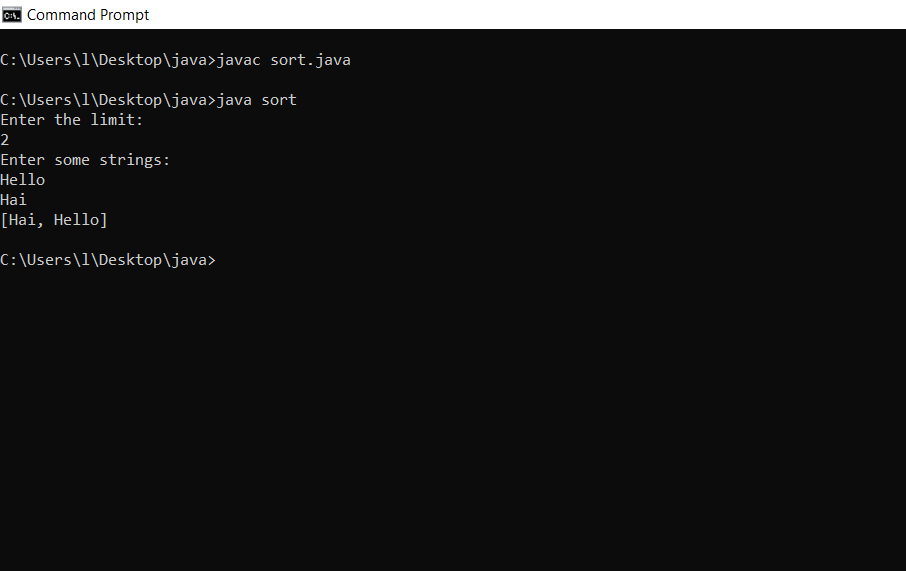 Command Prompt
C:\Users\l\Desktop\java>javac sort.java
C:\Users\l\Desktop\java>java sort
Enter the limit:
2
Enter some strings:
Hello
Hai
[Hai, Hello]
C:\Users\l\Desktop\java>